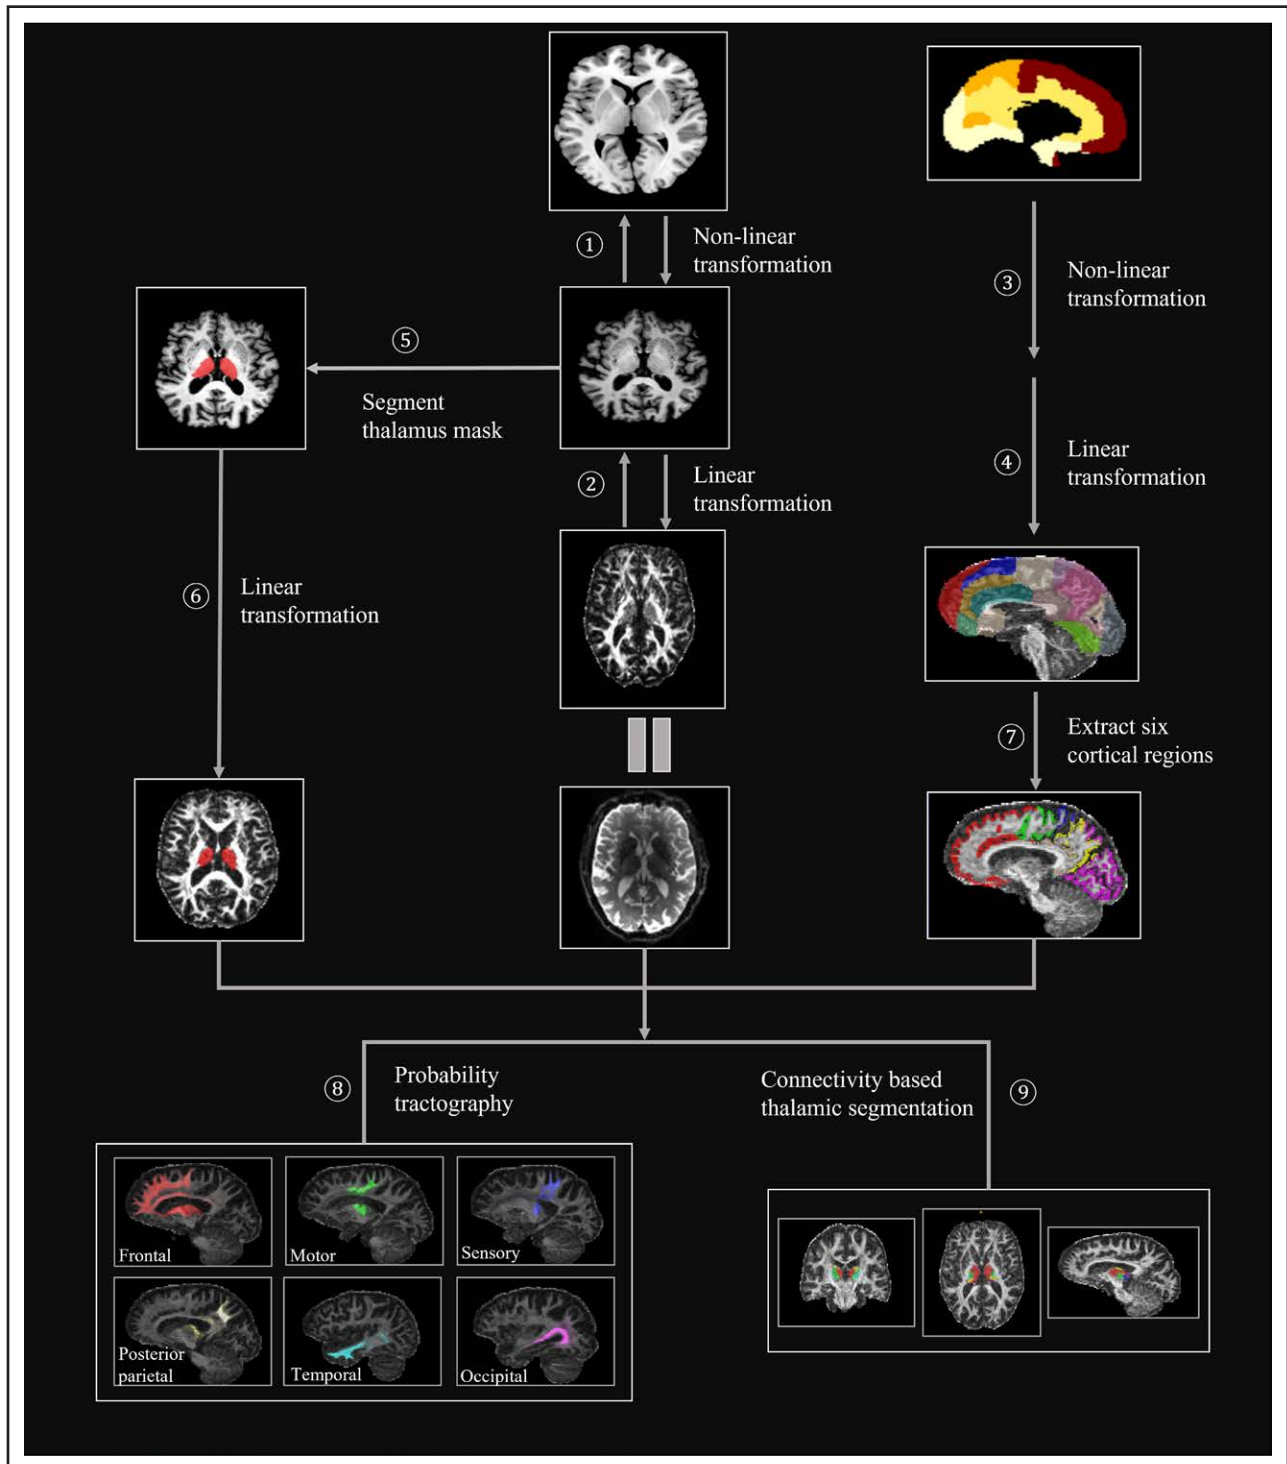 ①
Non-linear
transformation
③
Non-linear
transformation
⑤
Segment
thalamus mask
②
Linear
transformation
④
Linear
transformation
⑥
Linear
transformation
⑦
Extract six
cortical regions
⑧
Probability
tractography
Connectivity based
thalamic segmentation
⑨
Frontal
Motor
Sensory
Posterior
parietal
Temporal
Occipital